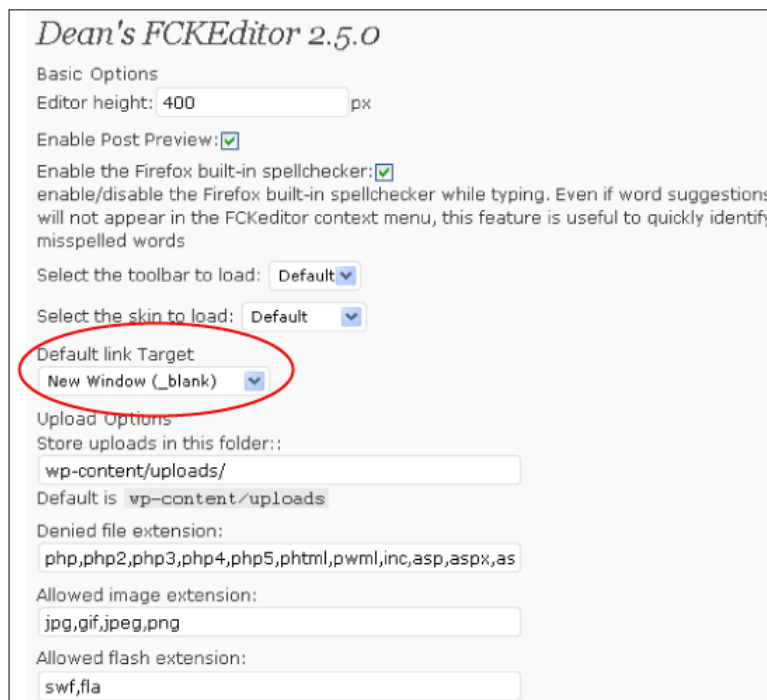 Dean's FCKEditor 2.5.0
Basic Options
Editor height: 400 px
Enable Post Preview:
Enable the Firefox built-in spellchecker:
enable/disable the Firefox built-in spellchecker while typing. Even if word suggestions
will not appear in the FCKeditor context menu, this feature is useful to quickly identify
misspelled words
Select the toolbar to load: Default
Select the skin to load: Default
Default link Target
New Window (_blank)
Upload Options
Store uploads in this folder::
wp-content/uploads/
Default is wp-content/uploads
Denied file extension:
php,php2,php3,php4,php5,phtml,pwml,inc,asp,aspx,as
Allowed image extension:
jpg,gif,jpeg,png
Allowed flash extension:
swf,fla